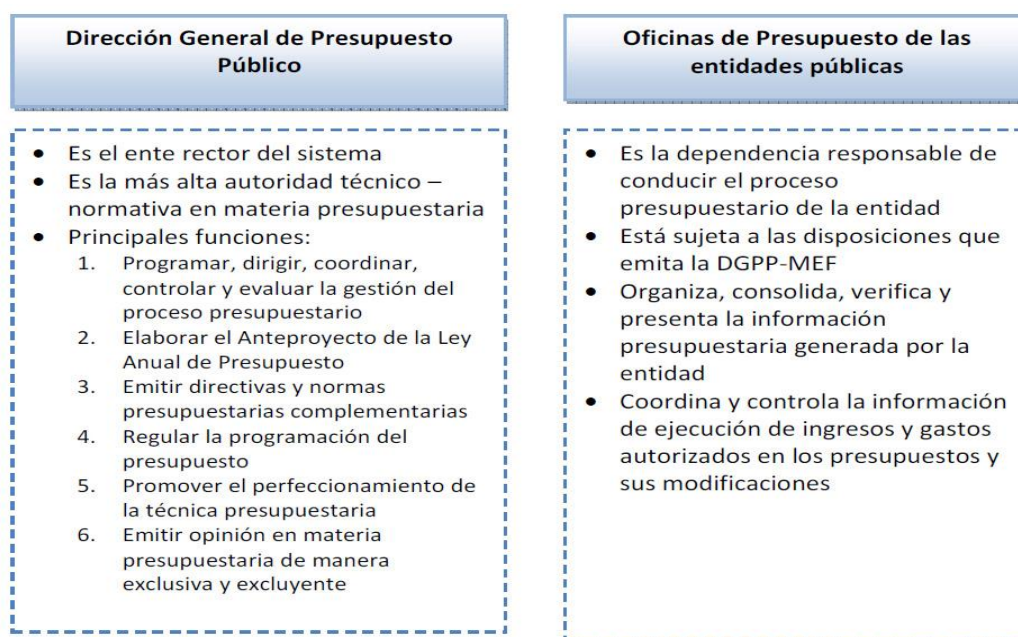 Dirección General de Presupuesto
Público
• Es el ente rector del sistema
• Es la más alta autoridad técnico –
normativa en materia presupuestaria
• Principales funciones:
1. Programar, dirigir, coordinar,
controlar y evaluar la gestión del
proceso presupuestario
2. Elaborar el Anteproyecto de la Ley
Anual de Presupuesto
3. Emitir directivas y normas
presupuestarias complementarias
4. Regular la programación del
presupuesto
5. Promover el perfeccionamiento de
la técnica presupuestaria
6. Emitir opinión en materia
presupuestaria de manera
exclusiva y excluyente
Oficinas de Presupuesto de las
entidades públicas
• Es la dependencia responsable de
conducir el proceso
presupuestario de la entidad
• Está sujeta a las disposiciones que
emita la DGPP-MEF
• Organiza, consolida, verifica y
presenta la información
presupuestaria generada por la
entidad
• Coordina y controla la información
de ejecución de ingresos y gastos
autorizados en los presupuestos y
sus modificaciones